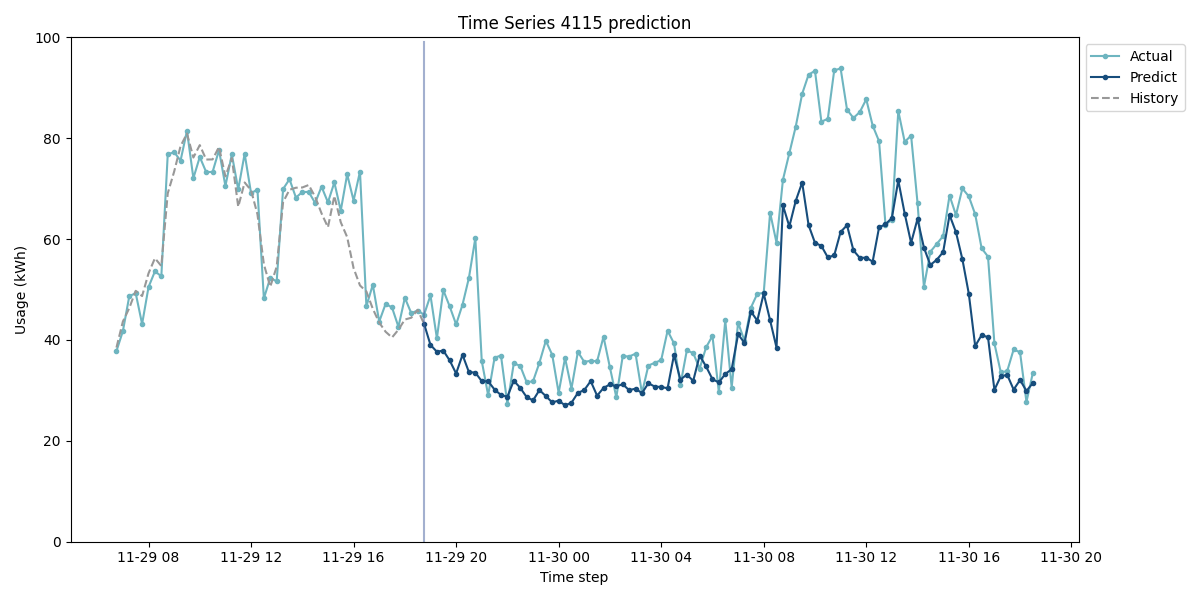 Time Series 4115 prediction
Usage (kWh)
100
80
60
40
20
0
11-29 08
11-29 12
11-29 16
11-29 20
11-30 00
11-30 04
11-30 08
11-30 12
11-30 16
11-30 20
Time step
Actual
Predict
History